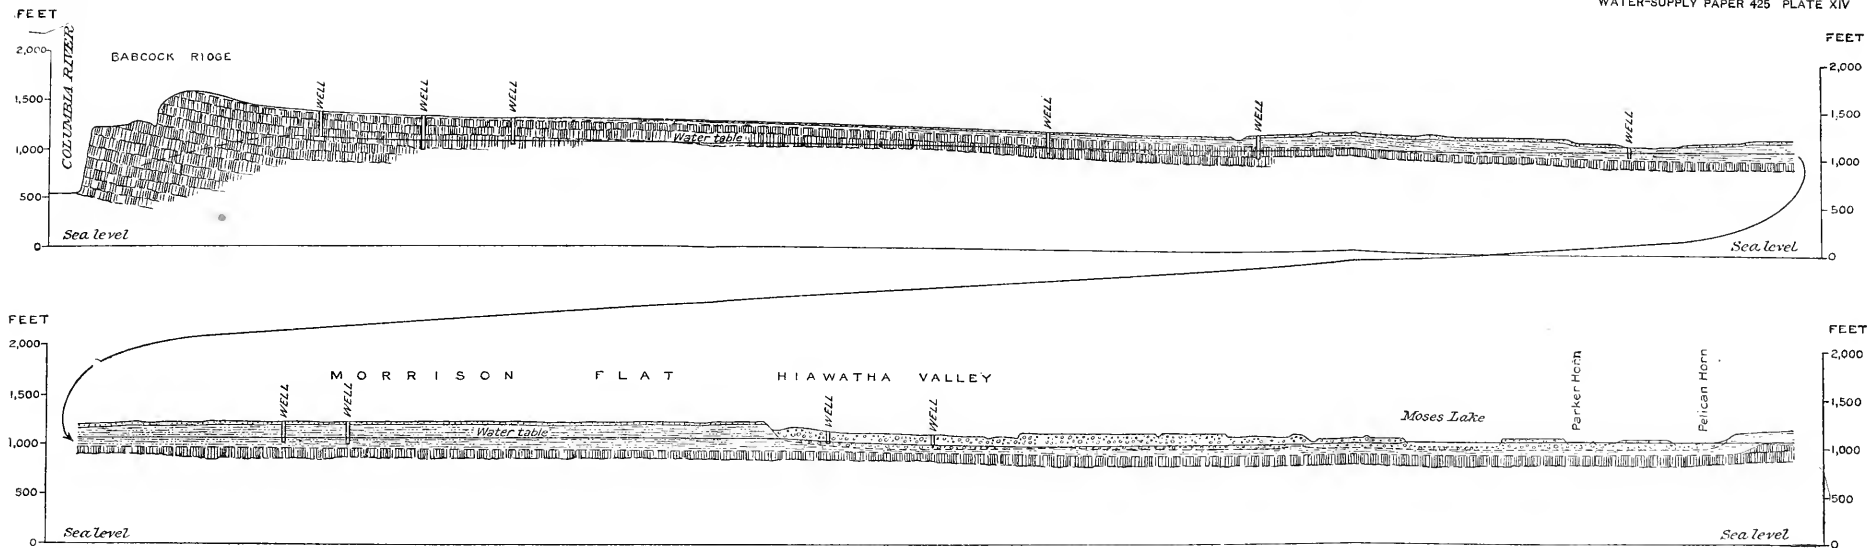 WATER-SUPPLY PAPER 425 PLATE XIV
FEET
FEET
2,000
COLUMBIA RIVER
BABCOCK RIDGE
2,000
1,500
WELL
WELL
WELL
WELL
WELL
WELL
1,500
1,000
Water table
1,000
500
500
Sea level
Sea level
0
0
FEET
FEET
2,000
2,000
MORRISON FLAT
HIAWATHA VALLEY
Parker Horn
Pelican Horn
1,500
WELL
WELL
WELL
WELL
Moses Lake
1,500
1,000
Water table
1,000
500
500
Sea level
Sea level
0
0